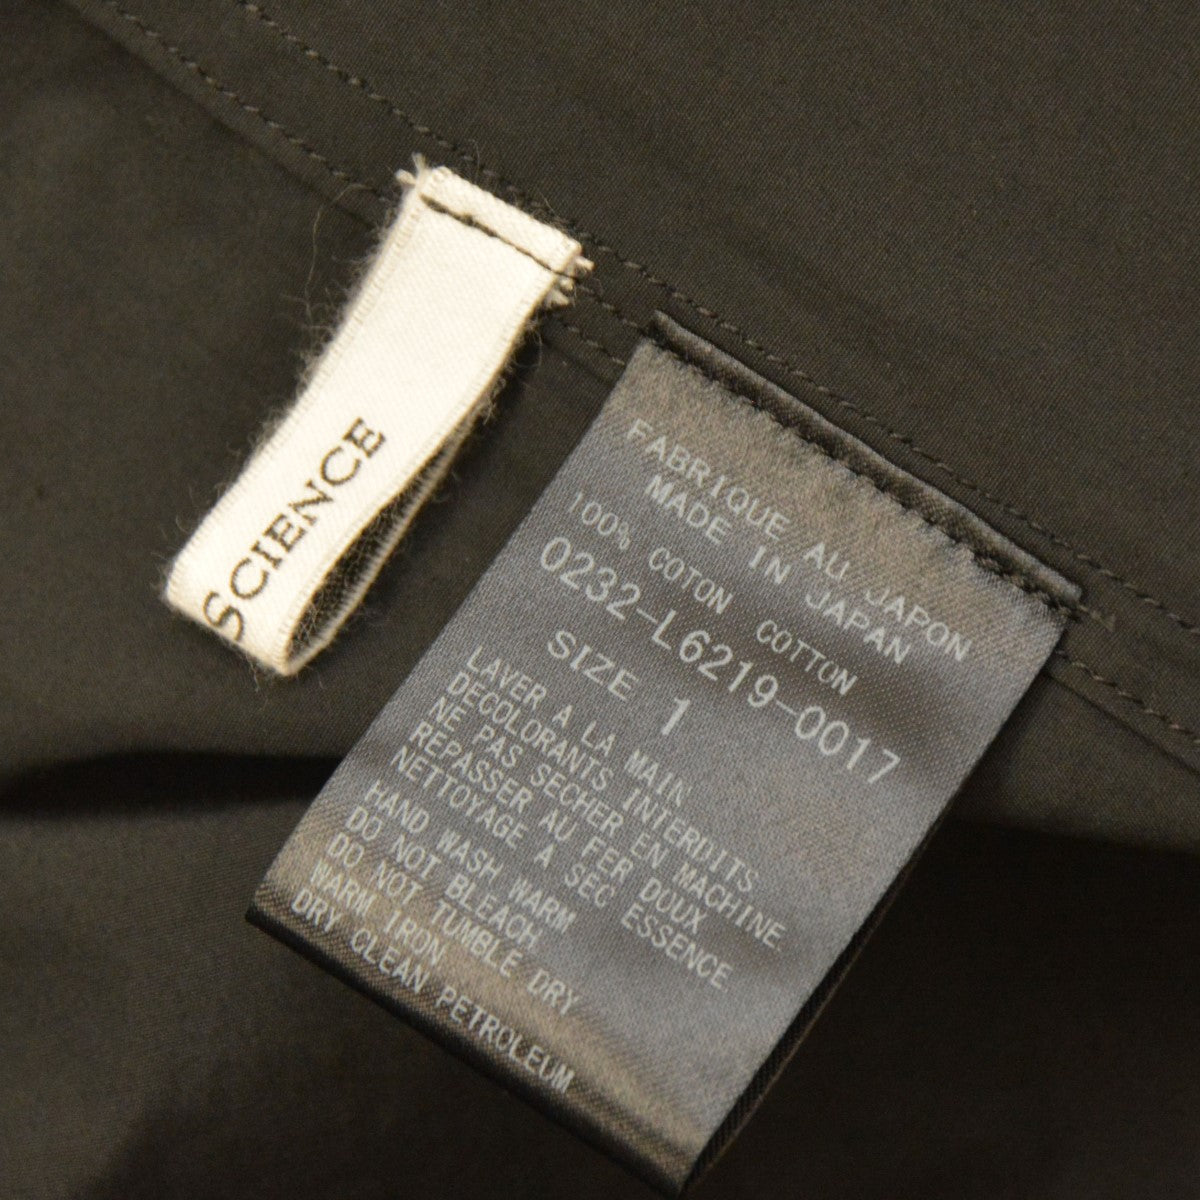 SCIENCE
FABRIQUE AU JAPON
MADE IN JAPAN
100% COTON COTTON
0232-L6219-0017
SIZE 1
LAVER A LA MAIN
DECOLORANTS INTERDITS
NE PAS SECHER EN MACHINE
REPASSER AU FER DOUX
NETTOYAGE A SEC ESSENCE
HAND WASH WARM
DO NOT BLEACH
DO NOT TUMBLE DRY
WARM IRON
DRY CLEAN PETROLEUM